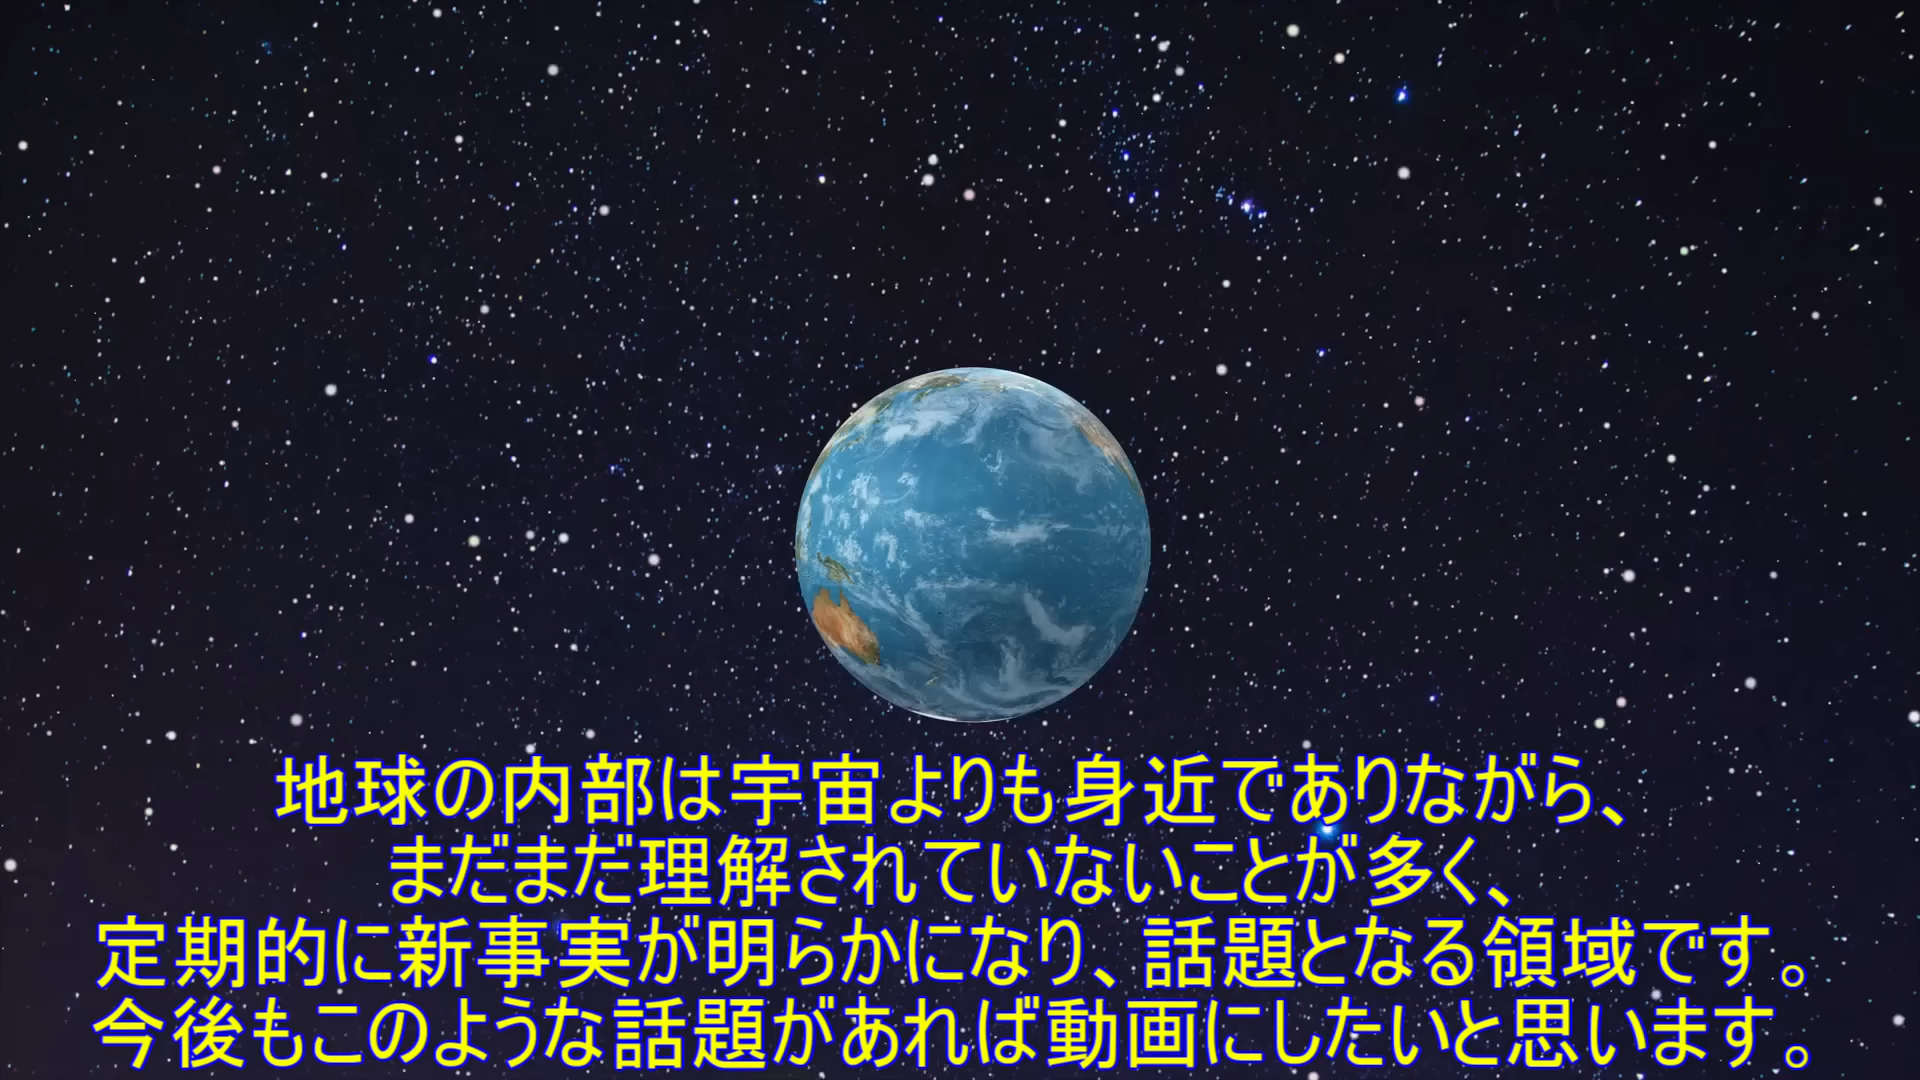 地球の内部は宇宙よりも身近でありながら、
まだまだ理解されていないことが多く、
定期的に新事実が明らかになり、話題となる領域です。
今後もこのような話題があれば動画にしたいと思います。